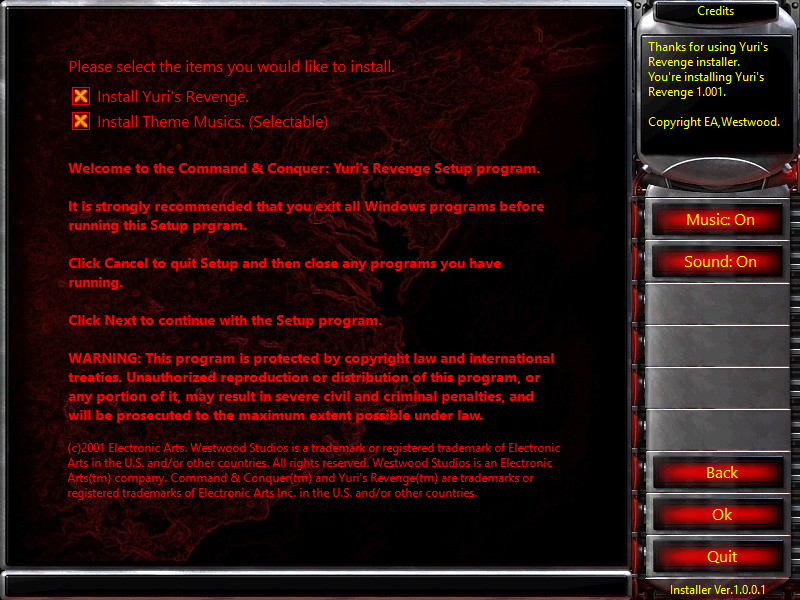 Please select the items you would like to install.
Install Yuri's Revenge.
Install Theme Musics. (Selectable)
Welcome to the Command & Conquer: Yuri's Revenge Setup program.
It is strongly recommended that you exit all Windows programs before
running this Setup prgram.
Click Cancel to quit Setup and then close any programs you have
running.
Click Next to continue with the Setup program.
WARNING: This program is protected by copyright law and international
treaties. Unauthorized reproduction or distribution of this program, or
any portion of it, may result in severe civil and criminal penalties, and
will be prosecuted to the maximum extent possible under law.
(c)2001 Electronic Arts. Westwood Studios is a trademark or registered trademark of Electronic
Arts in the U.S. and/or other countries. All rights reserved. Westwood Studios is an Electronic
Arts(tm) company. Command & Conquer(tm) and Yuri's Revenge(tm) are trademarks or
registered trademarks of Electronic Arts Inc. in the U.S. and/or other countries.
Credits
Thanks for using Yuri's
Revenge installer.
You're installing Yuri's
Revenge 1.001.
Copyright EA,Westwood.
Music: On
Sound: On
Back
Ok
Quit
Installer Ver.1.0.0.1